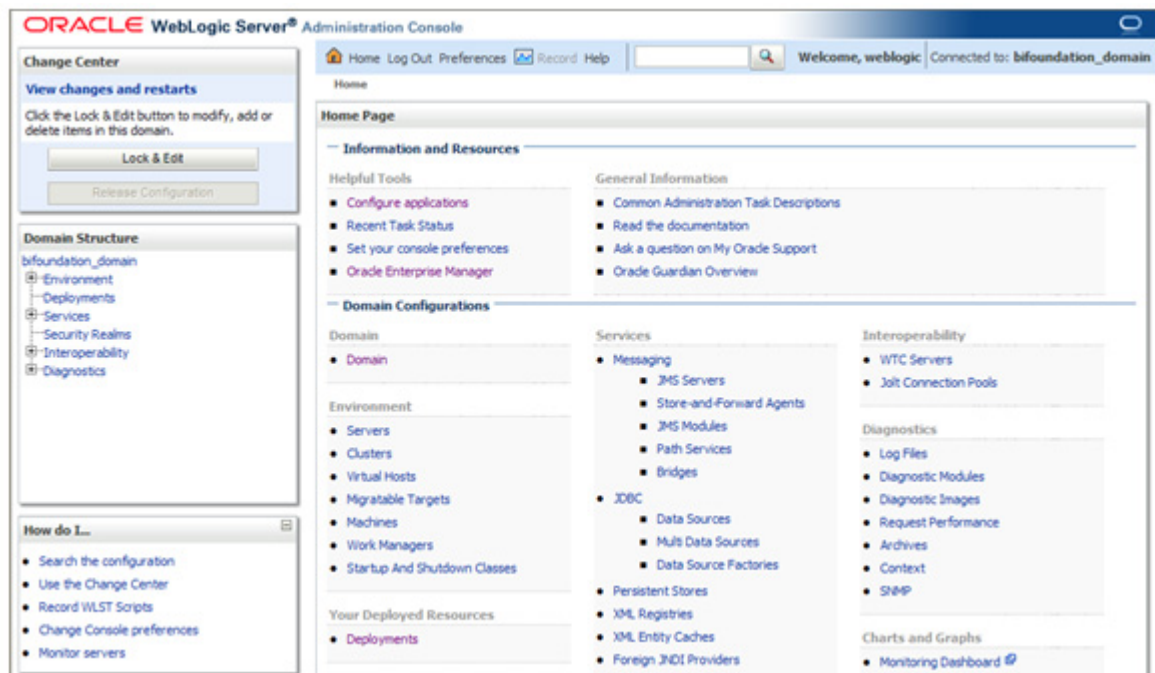 ORACLE WebLogic Server® Administration Console
Change Center
View changes and restarts
Click the Lock & Edit button to modify, add or
delete items in this domain.
Lock & Edit
Release Configuration
Domain Structure
bifoundation_domain
Environment
Deployments
Services
Security Realms
Interoperability
Diagnostics
How do I...
Search the configuration
Use the Change Center
Record WLST Scripts
Change Console preferences
Monitor servers
Home Log Out Preferences Record Help
Welcome, weblogic Connected to: bifoundation_domain
Home
Home Page
Information and Resources
Helpful Tools
Configure applications
Recent Task Status
Set your console preferences
Oracle Enterprise Manager
General Information
Common Administration Task Descriptions
Read the documentation
Ask a question on My Oracle Support
Oracle Guardian Overview
Domain Configurations
Domain
Domain
Environment
Servers
Clusters
Virtual Hosts
Migratable Targets
Machines
Work Managers
Startup And Shutdown Classes
Your Deployed Resources
Deployments
Services
Messaging
JMS Servers
Store-and-Forward Agents
JMS Modules
Path Services
Bridges
JDBC
Data Sources
Multi Data Sources
Data Source Factories
Persistent Stores
XML Registries
XML Entity Caches
Foreign JNDI Providers
Interoperability
WTC Servers
Jolt Connection Pools
Diagnostics
Log Files
Diagnostic Modules
Diagnostic Images
Request Performance
Archives
Context
SNMP
Charts and Graphs
Monitoring Dashboard